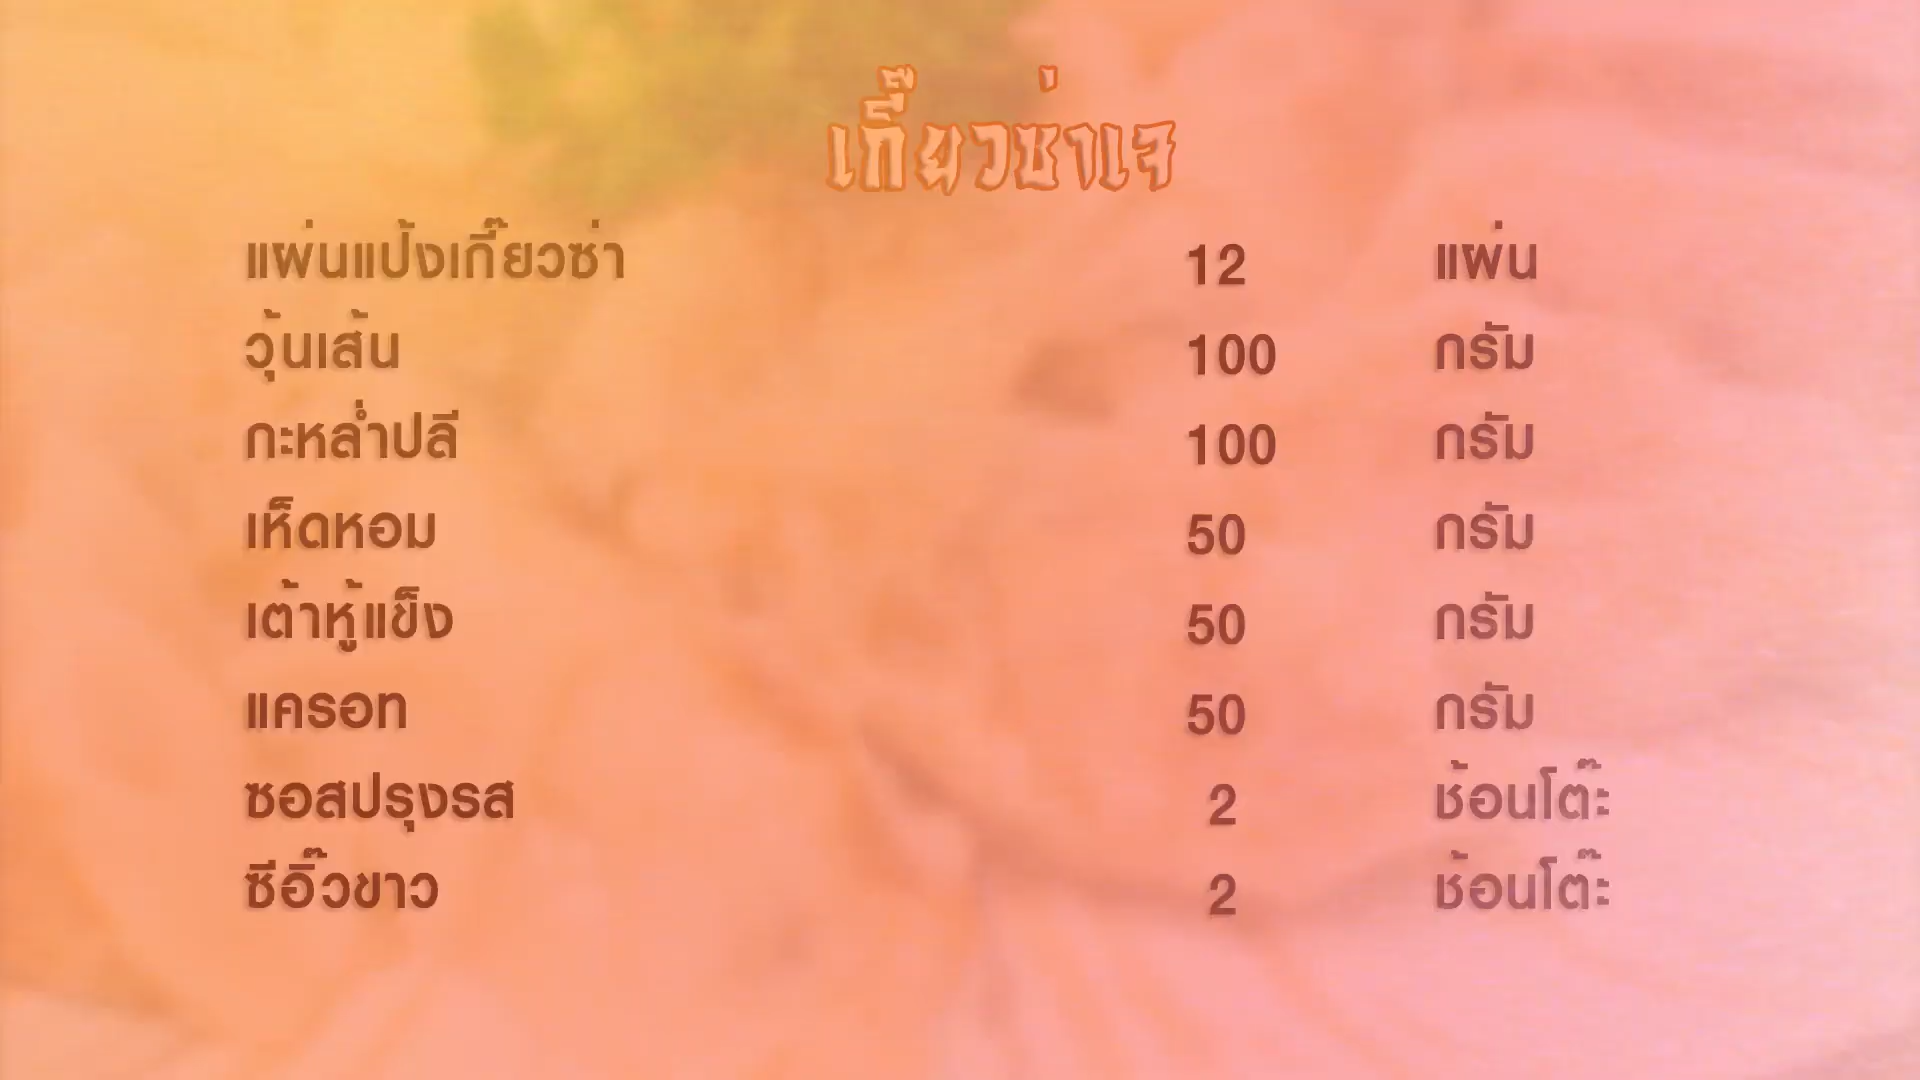 เกี๊ยวซ่าเจ
แผ่นแป้งเกี๊ยวซ่า 12 แผ่น
วุ้นเส้น 100 กรัม
กะหล่ำปลี 100 กรัม
เห็ดหอม 50 กรัม
เต้าหู้แข็ง 50 กรัม
แครอท 50 กรัม
ซอสปรุงรส 2 ช้อนโต๊ะ
ซีอิ๊วขาว 2 ช้อนโต๊ะ